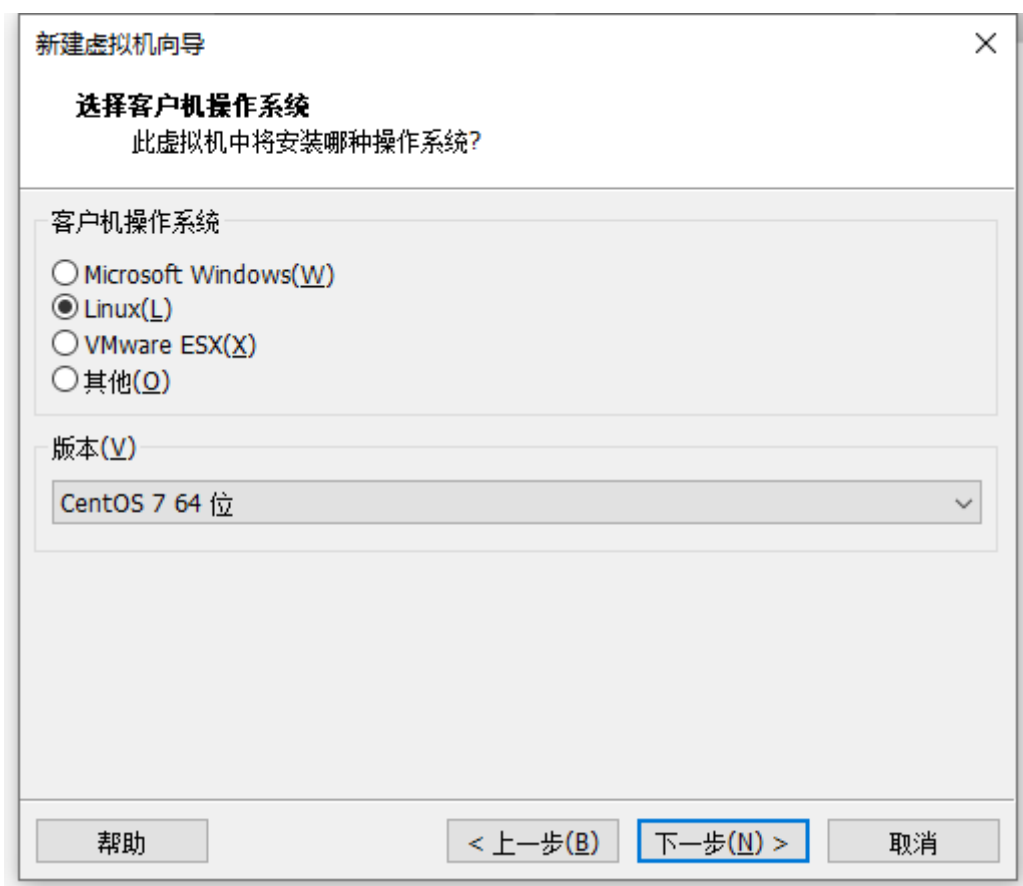 新建虚拟机向导
选择客户机操作系统
此虚拟机中将安装哪种操作系统?
客户机操作系统
Microsoft Windows(W)
Linux(L)
VMware ESX(X)
其他(O)
版本(V)
CentOS 7 64 位
帮助
< 上一步(B)
下一步(N) >
取消